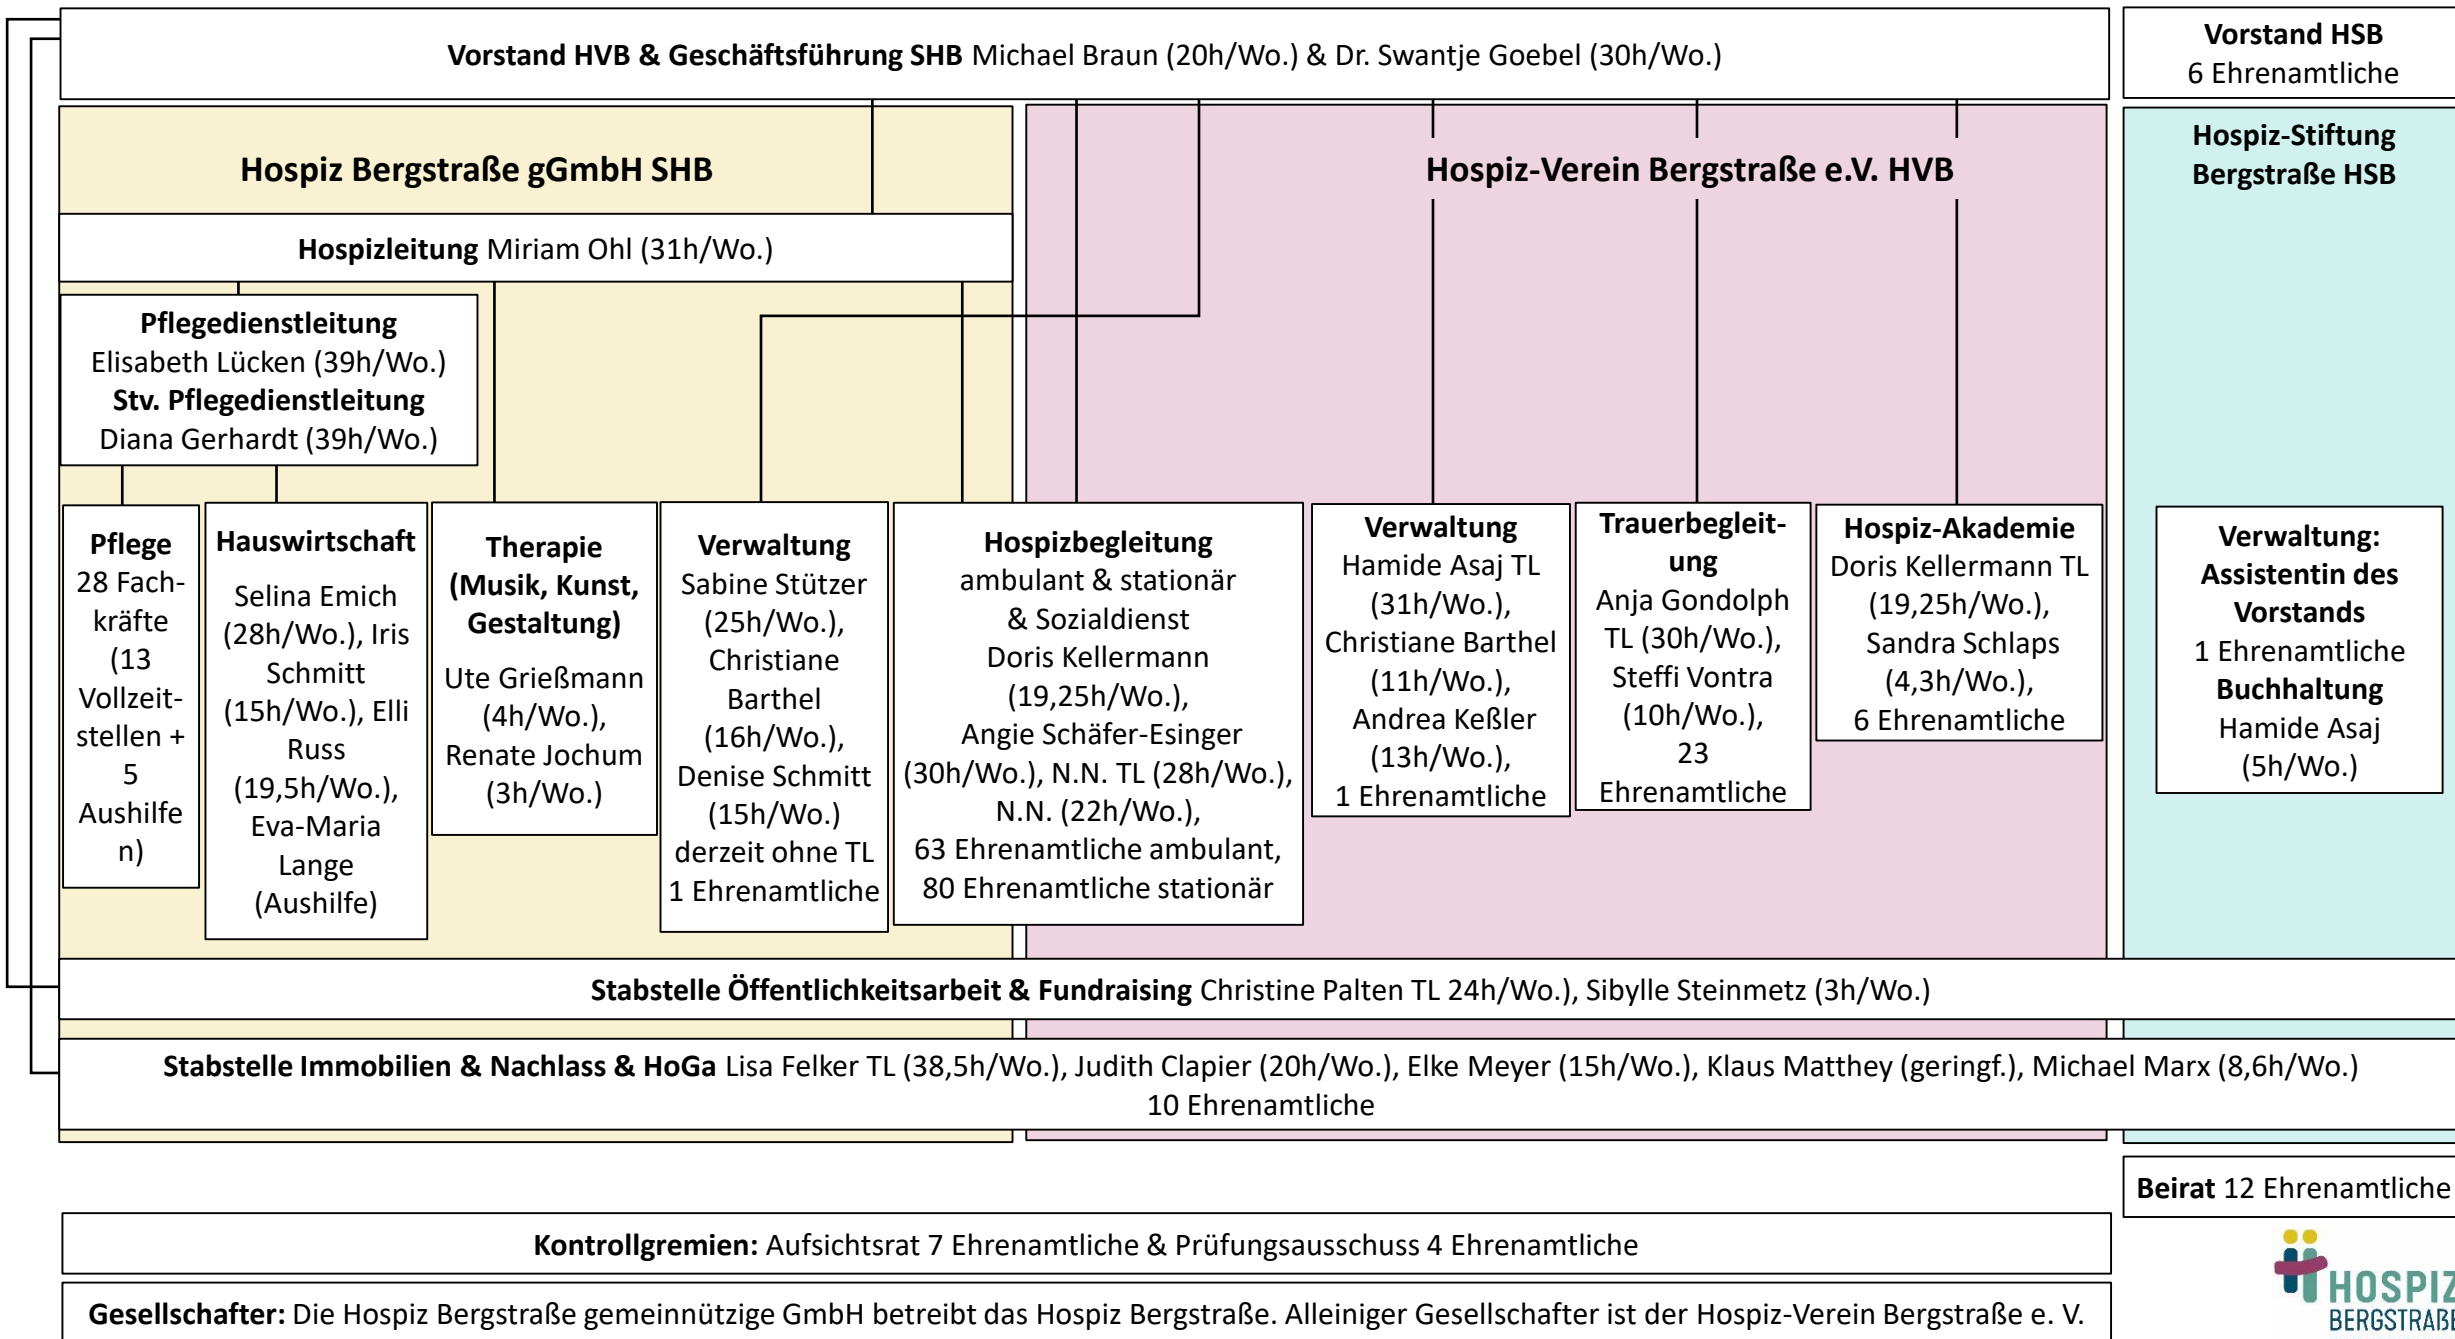 Vorstand HVB & Geschäftsführung SHB Michael Braun (20h/Wo.) & Dr. Swantje Goebel (30h/Wo.)
Vorstand HSB
6 Ehrenamtliche
Hospiz Bergstraße gGmbH SHB
Hospiz-Verein Bergstraße e.V. HVB
Hospiz-Stiftung
Bergstraße HSB
Hospizleitung Miriam Ohl (31h/Wo.)
Pflegedienstleitung
Elisabeth Lücken (39h/Wo.)
Stv. Pflegedienstleitung
Diana Gerhardt (39h/Wo.)
Pflege
28 Fach-
kräfte
(13
Vollzeit-
stellen +
5
Aushilfe
n)
Hauswirtschaft
Selina Emich
(28h/Wo.), Iris
Schmitt
(15h/Wo.), Elli
Russ
(19,5h/Wo.),
Eva-Maria
Lange
(Aushilfe)
Therapie
(Musik, Kunst,
Gestaltung)
Ute Grießmann
(4h/Wo.),
Renate Jochum
(3h/Wo.)
Verwaltung
Sabine Stützer
(25h/Wo.),
Christiane
Barthel
(16h/Wo.),
Denise Schmitt
(15h/Wo.)
derzeit ohne TL
1 Ehrenamtliche
Hospizbegleitung
ambulant & stationär
& Sozialdienst
Doris Kellermann
(19,25h/Wo.),
Angie Schäfer-Esinger
(30h/Wo.), N.N. TL (28h/Wo.),
N.N. (22h/Wo.),
63 Ehrenamtliche ambulant,
80 Ehrenamtliche stationär
Verwaltung
Hamide Asaj TL
(31h/Wo.),
Christiane Barthel
(11h/Wo.),
Andrea Keßler
(13h/Wo.),
1 Ehrenamtliche
Trauerbegleit-
ung
Anja Gondolph
TL (30h/Wo.),
Steffi Vontra
(10h/Wo.),
23
Ehrenamtliche
Hospiz-Akademie
Doris Kellermann TL
(19,25h/Wo.),
Sandra Schlaps
(4,3h/Wo.),
6 Ehrenamtliche
Verwaltung:
Assistentin des
Vorstands
1 Ehrenamtliche
Buchhaltung
Hamide Asaj
(5h/Wo.)
Stabstelle Öffentlichkeitsarbeit & Fundraising Christine Palten TL 24h/Wo.), Sibylle Steinmetz (3h/Wo.)
Stabstelle Immobilien & Nachlass & HoGa Lisa Felker TL (38,5h/Wo.), Judith Clapier (20h/Wo.), Elke Meyer (15h/Wo.), Klaus Matthey (geringf.), Michael Marx (8,6h/Wo.)
10 Ehrenamtliche
Beirat 12 Ehrenamtliche
Kontrollgremien: Aufsichtsrat 7 Ehrenamtliche & Prüfungsausschuss 4 Ehrenamtliche
Gesellschafter: Die Hospiz Bergstraße gemeinnützige GmbH betreibt das Hospiz Bergstraße. Alleiniger Gesellschafter ist der Hospiz-Verein Bergstraße e. V.
HOSPIZ
BERGSTRAßE